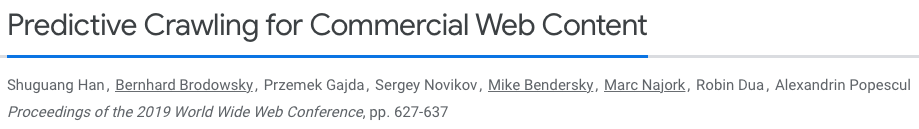 Predictive Crawling for Commercial Web Content
Shuguang Han, Bernhard Brodowsky, Przemek Gajda, Sergey Novikov, Mike Bendersky, Marc Najork, Robin Dua, Alexandrin Popescul
Proceedings of the 2019 World Wide Web Conference, pp. 627-637